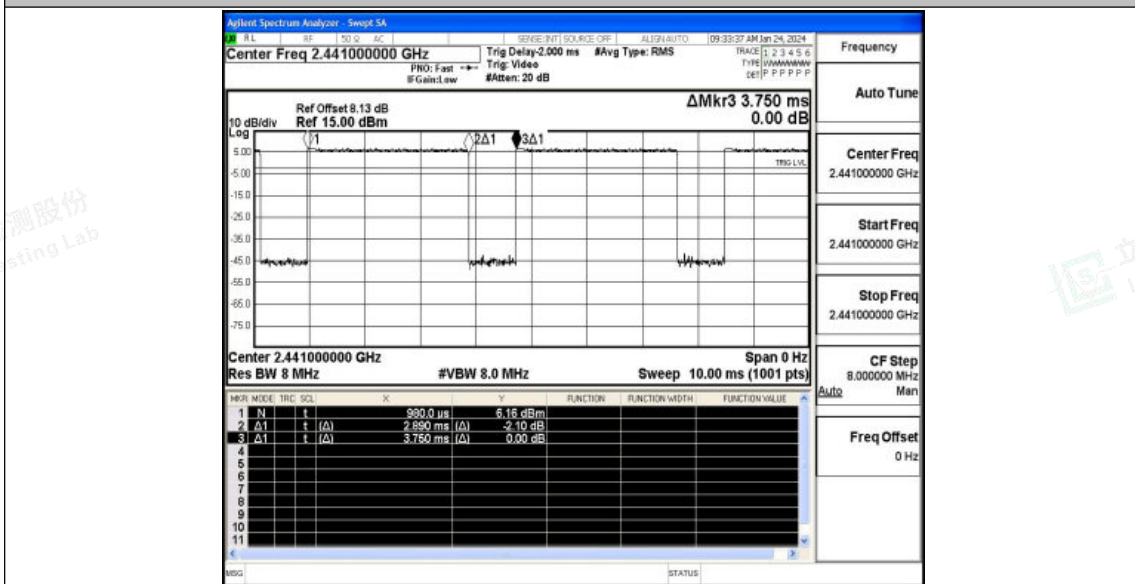 Agilent Spectrum Analyzer - Swept SA
RL RF 50 Ω AC SENSE:INT SOURCE OFF ALIGNAUTO 09:33:37 AM Jan 24, 2024
Center Freq 2.441000000 GHz
PNO: Fast
IFGain:Low
Trig Delay-2.000 ms #Avg Type: RMS
Trig: Video
#Atten: 20 dB
TRACE 1 2 3 4 5 6
TYPE
DET P P P P P P
Frequency
Auto Tune
ΔMkr3 3.750 ms
0.00 dB
Ref Offset 8.13 dB
10 dB/div Ref 15.00 dBm
Log
1 2Δ1 3Δ1
TRIG LVL
5.00
-5.00
-15.0
-25.0
-35.0
-45.0
-55.0
-65.0
-75.0
Center Freq
2.441000000 GHz
Start Freq
2.441000000 GHz
Stop Freq
2.441000000 GHz
CF Step
8.000000 MHz
Auto Man
Freq Offset
0 Hz
Center 2.441000000 GHz Span 0 Hz
Res BW 8 MHz #VBW 8.0 MHz Sweep 10.00 ms (1001 pts)
MKR MODE TRC SCL X Y FUNCTION FUNCTION WIDTH FUNCTION VALUE
1 N t 980.0 us 6.16 dBm
2 Δ1 t (Δ) 2.890 ms (Δ) -2.10 dB
3 Δ1 t (Δ) 3.750 ms (Δ) 0.00 dB
4
5
6
7
8
9
10
11
MSG STATUS
测股份
sting Lab
立